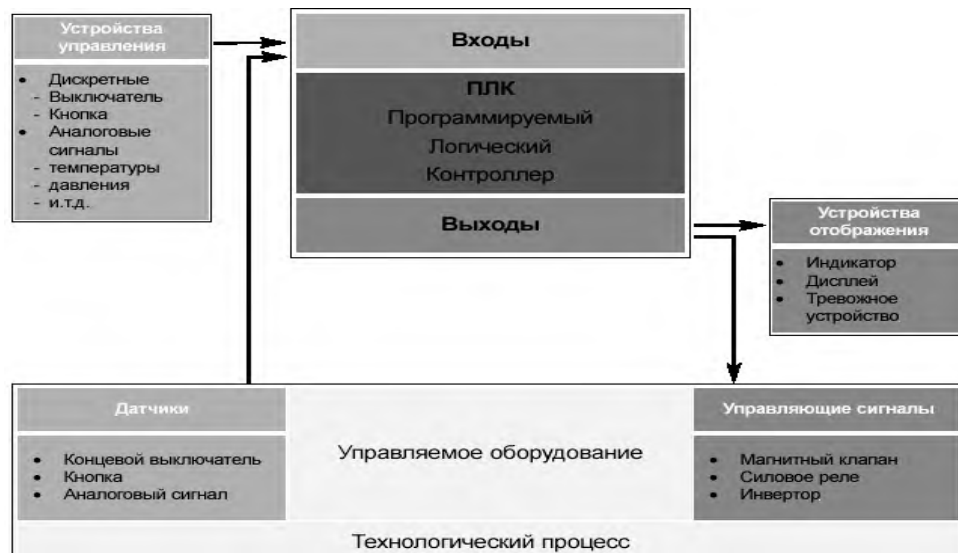 Устройства
управления
• Дискретные
- Выключатель
- Кнопка
• Аналоговые
сигналы
- температуры
- давления
- и.т.д.
Входы
ПЛК
Программируемый
Логический
Контроллер
Выходы
Устройства
отображения
• Индикатор
• Дисплей
• Тревожное
устройство
Датчики
• Концевой выключатель
• Кнопка
• Аналоговый сигнал
Управляемое оборудование
Управляющие сигналы
• Магнитный клапан
• Силовое реле
• Инвертор
Технологический процесс